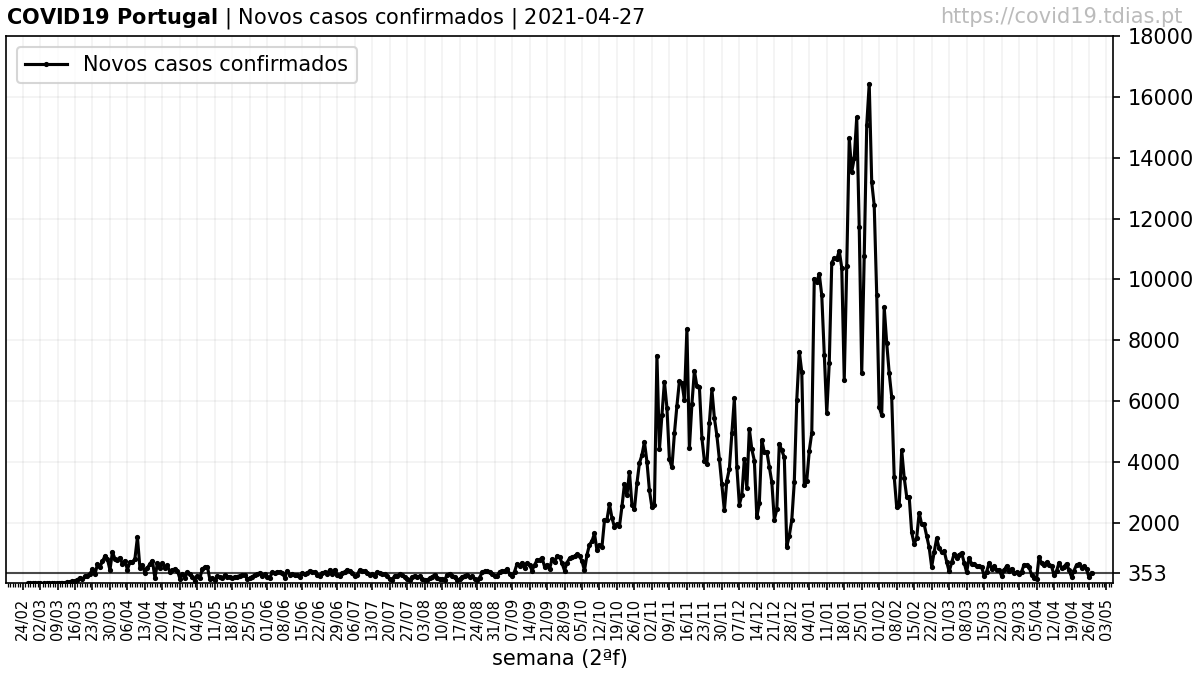 COVID19 Portugal | Novos casos confirmados | 2021-04-27
https://covid19.tdias.pt
Novos casos confirmados
18000
16000
14000
12000
10000
8000
6000
4000
2000
353
24/02 02/03 09/03 16/03 23/03 30/03 06/04 13/04 20/04 27/04 04/05 11/05 18/05 25/05 01/06 08/06 15/06 22/06 29/06 06/07 13/07 20/07 27/07 03/08 10/08 17/08 24/08 31/08 07/09 14/09 21/09 28/09 05/10 12/10 19/10 26/10 02/11 09/11 16/11 23/11 30/11 07/12 14/12 21/12 28/12 04/01 11/01 18/01 25/01 01/02 08/02 15/02 22/02 01/03 08/03 15/03 22/03 29/03 05/04 12/04 19/04 26/04 03/05
semana (2ªf)